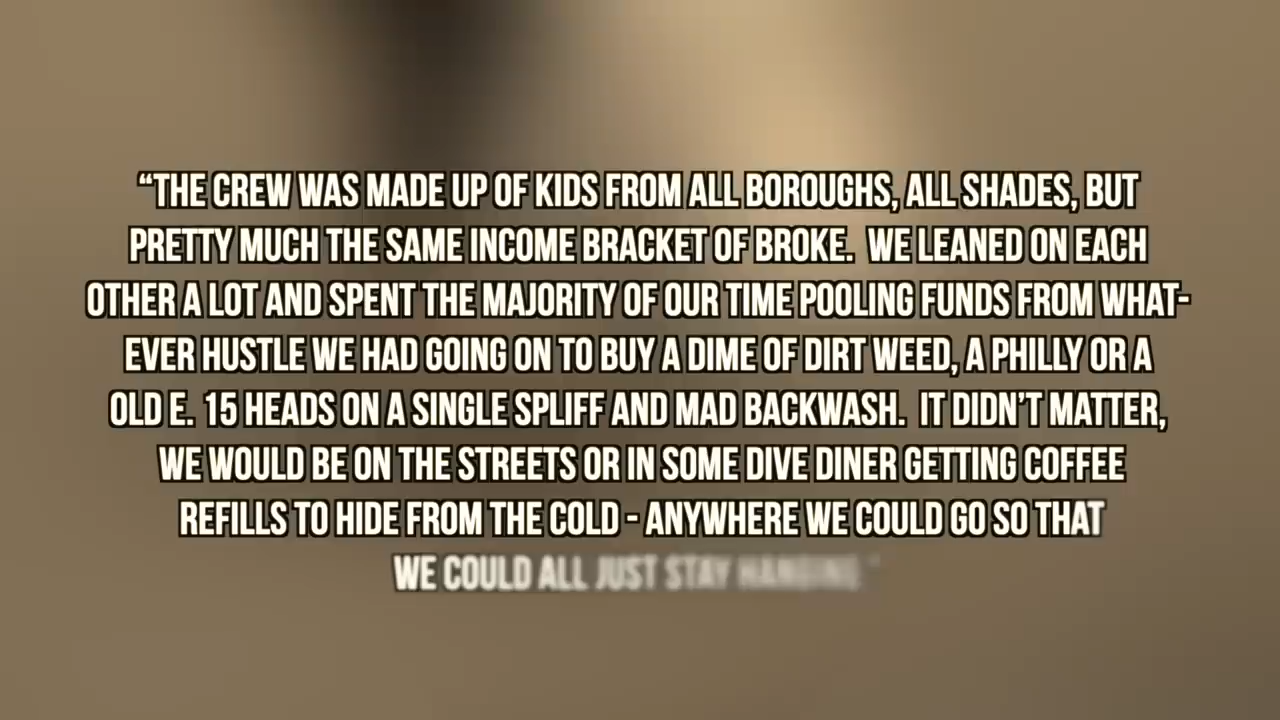 “THE CREW WAS MADE UP OF KIDS FROM ALL BOROUGHS, ALL SHADES, BUT
PRETTY MUCH THE SAME INCOME BRACKET OF BROKE.  WE LEANED ON EACH
OTHER A LOT AND SPENT THE MAJORITY OF OUR TIME POOLING FUNDS FROM WHAT-
EVER HUSTLE WE HAD GOING ON TO BUY A DIME OF DIRT WEED, A PHILLY OR A
OLD E.  15 HEADS ON A SINGLE SPLIFF AND MAD BACKWASH.  IT DIDN’T MATTER,
WE WOULD BE ON THE STREETS OR IN SOME DIVE DINER GETTING COFFEE
REFILLS TO HIDE FROM THE COLD - ANYWHERE WE COULD GO SO THAT
WE COULD ALL JUST STAY